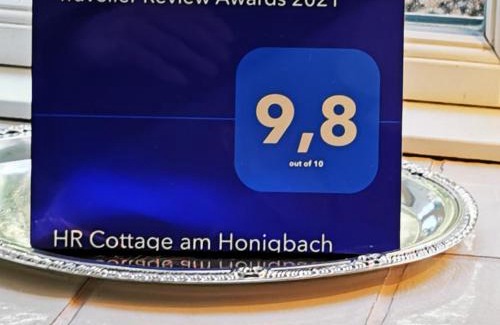 Traveller Review Awards 2021
9,8
out of 10
HR Cottage am Honigbach